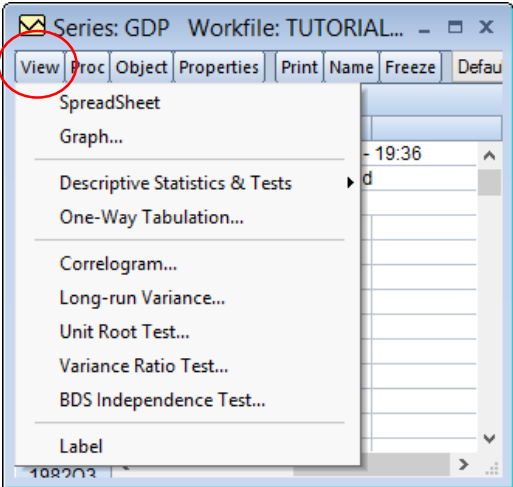 Series: GDP Workfile: TUTORIAL...
View Proc Object Properties Print Name Freeze Defau
SpreadSheet
Graph...
- 19:36
Descriptive Statistics & Tests
d
One-Way Tabulation...
Correlogram...
Long-run Variance...
Unit Root Test...
Variance Ratio Test...
BDS Independence Test...
Label
1982Q3